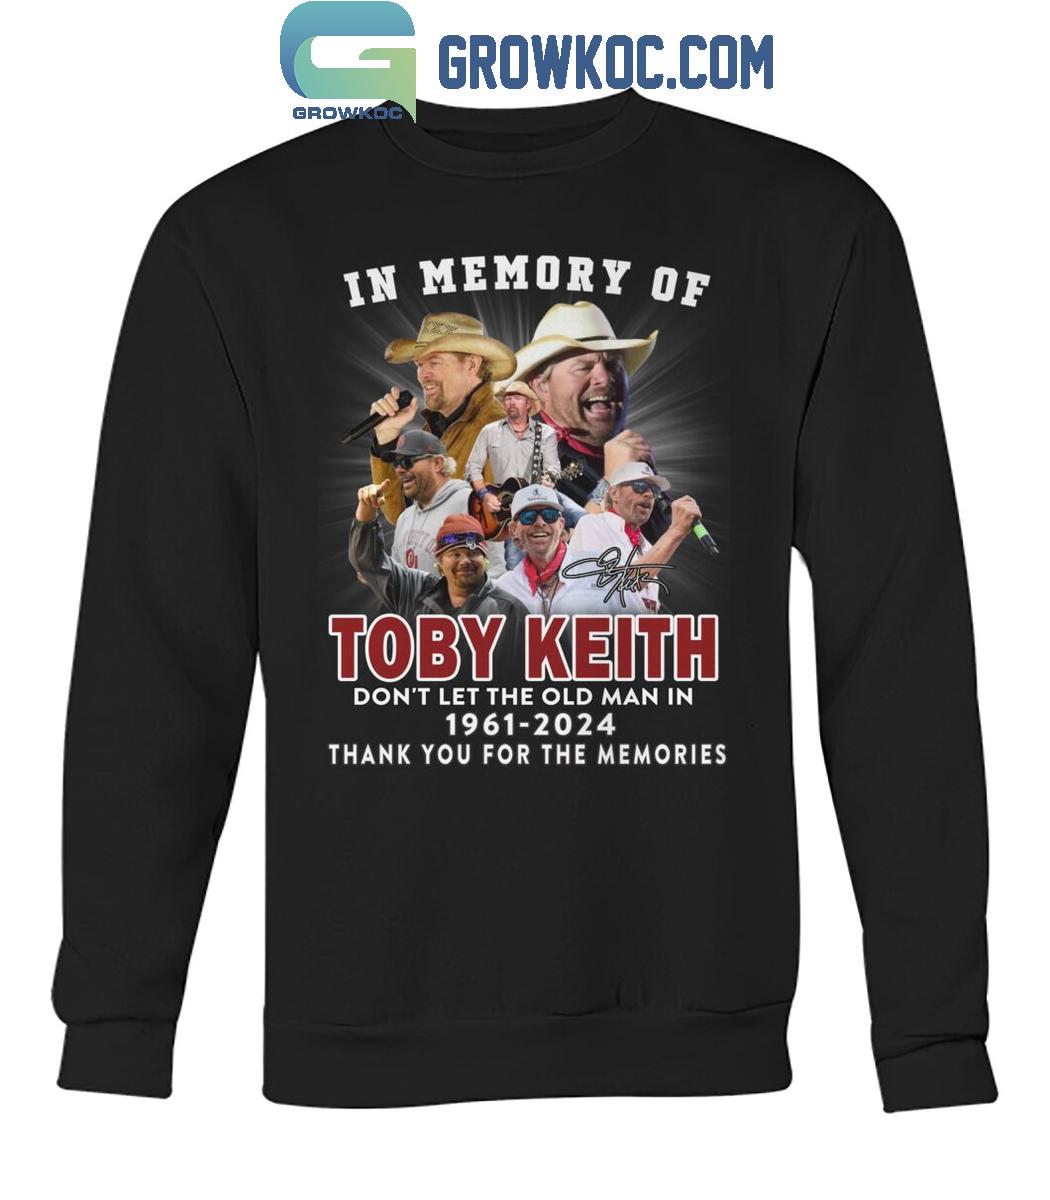 GROWKOC.COM
GROWKOC
IN MEMORY OF
TOBY KEITH
DON'T LET THE OLD MAN IN
1961-2024
THANK YOU FOR THE MEMORIES